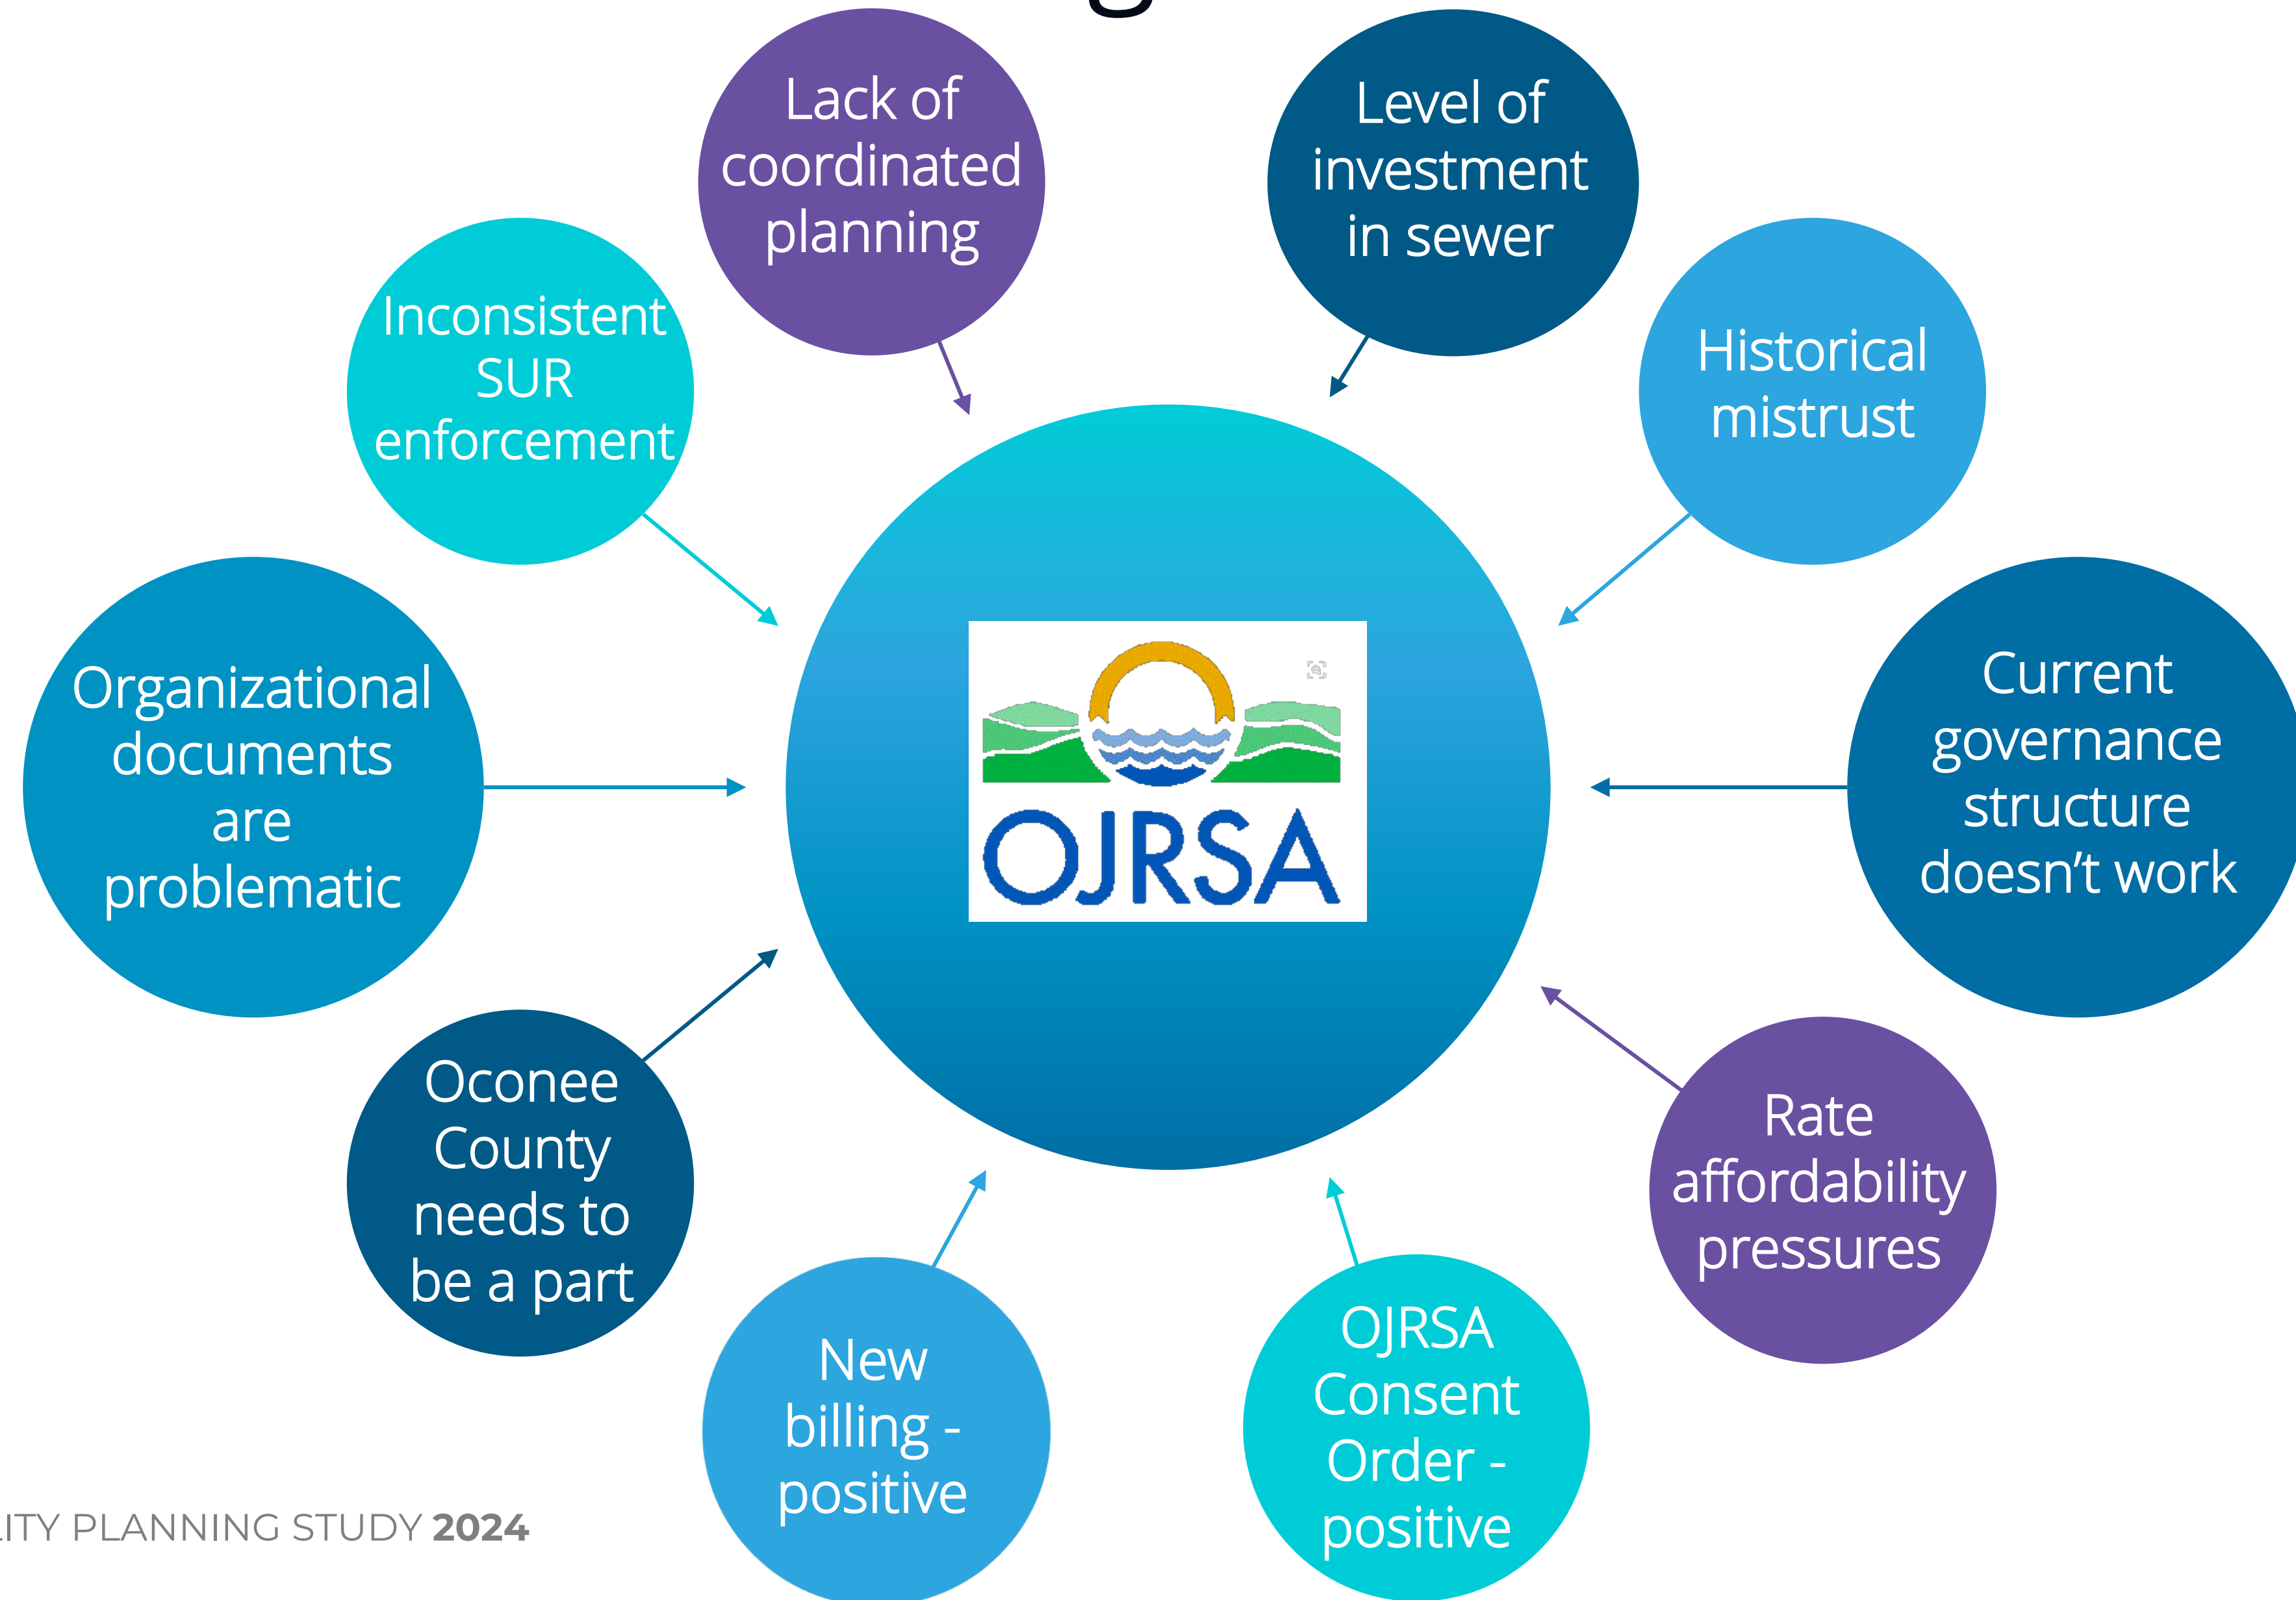 Lack of
coordinated
planning
Level of
investment
in sewer
Inconsistent
SUR
enforcement
Historical
mistrust
Organizational
documents
are
problematic
OJRSA
Current
governance
structure
doesn't work
Oconee
County
needs to
be a part
Rate
affordability
pressures
New
billing -
positive
OJRSA
Consent
Order -
positive
PLANNING STUDY 2024